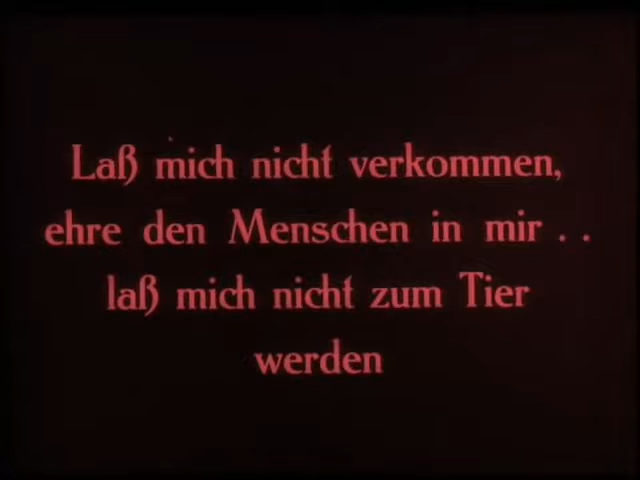 Laß mich nicht verkommen,
ehre den Menschen in mir . .
laß mich nicht zum Tier
werden